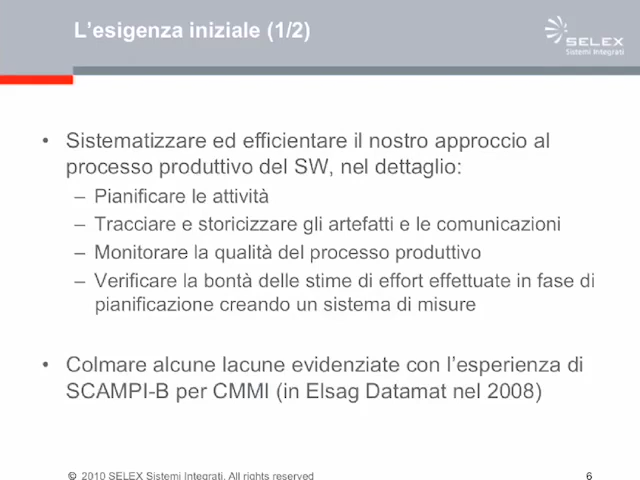 L’esigenza iniziale (1/2)
SELEX
Sistemi Integrati
• Sistematizzare ed efficientare il nostro approccio al
processo produttivo del SW, nel dettaglio:
– Pianificare le attività
– Tracciare e storicizzare gli artefatti e le comunicazioni
– Monitorare la qualità del processo produttivo
– Verificare la bontà delle stime di effort effettuate in fase di
pianificazione creando un sistema di misure
• Colmare alcune lacune evidenziate con l’esperienza di
SCAMPI-B per CMMI (in Elsag Datamat nel 2008)
© 2010 SELEX Sistemi Integrati. All rights reserved
6